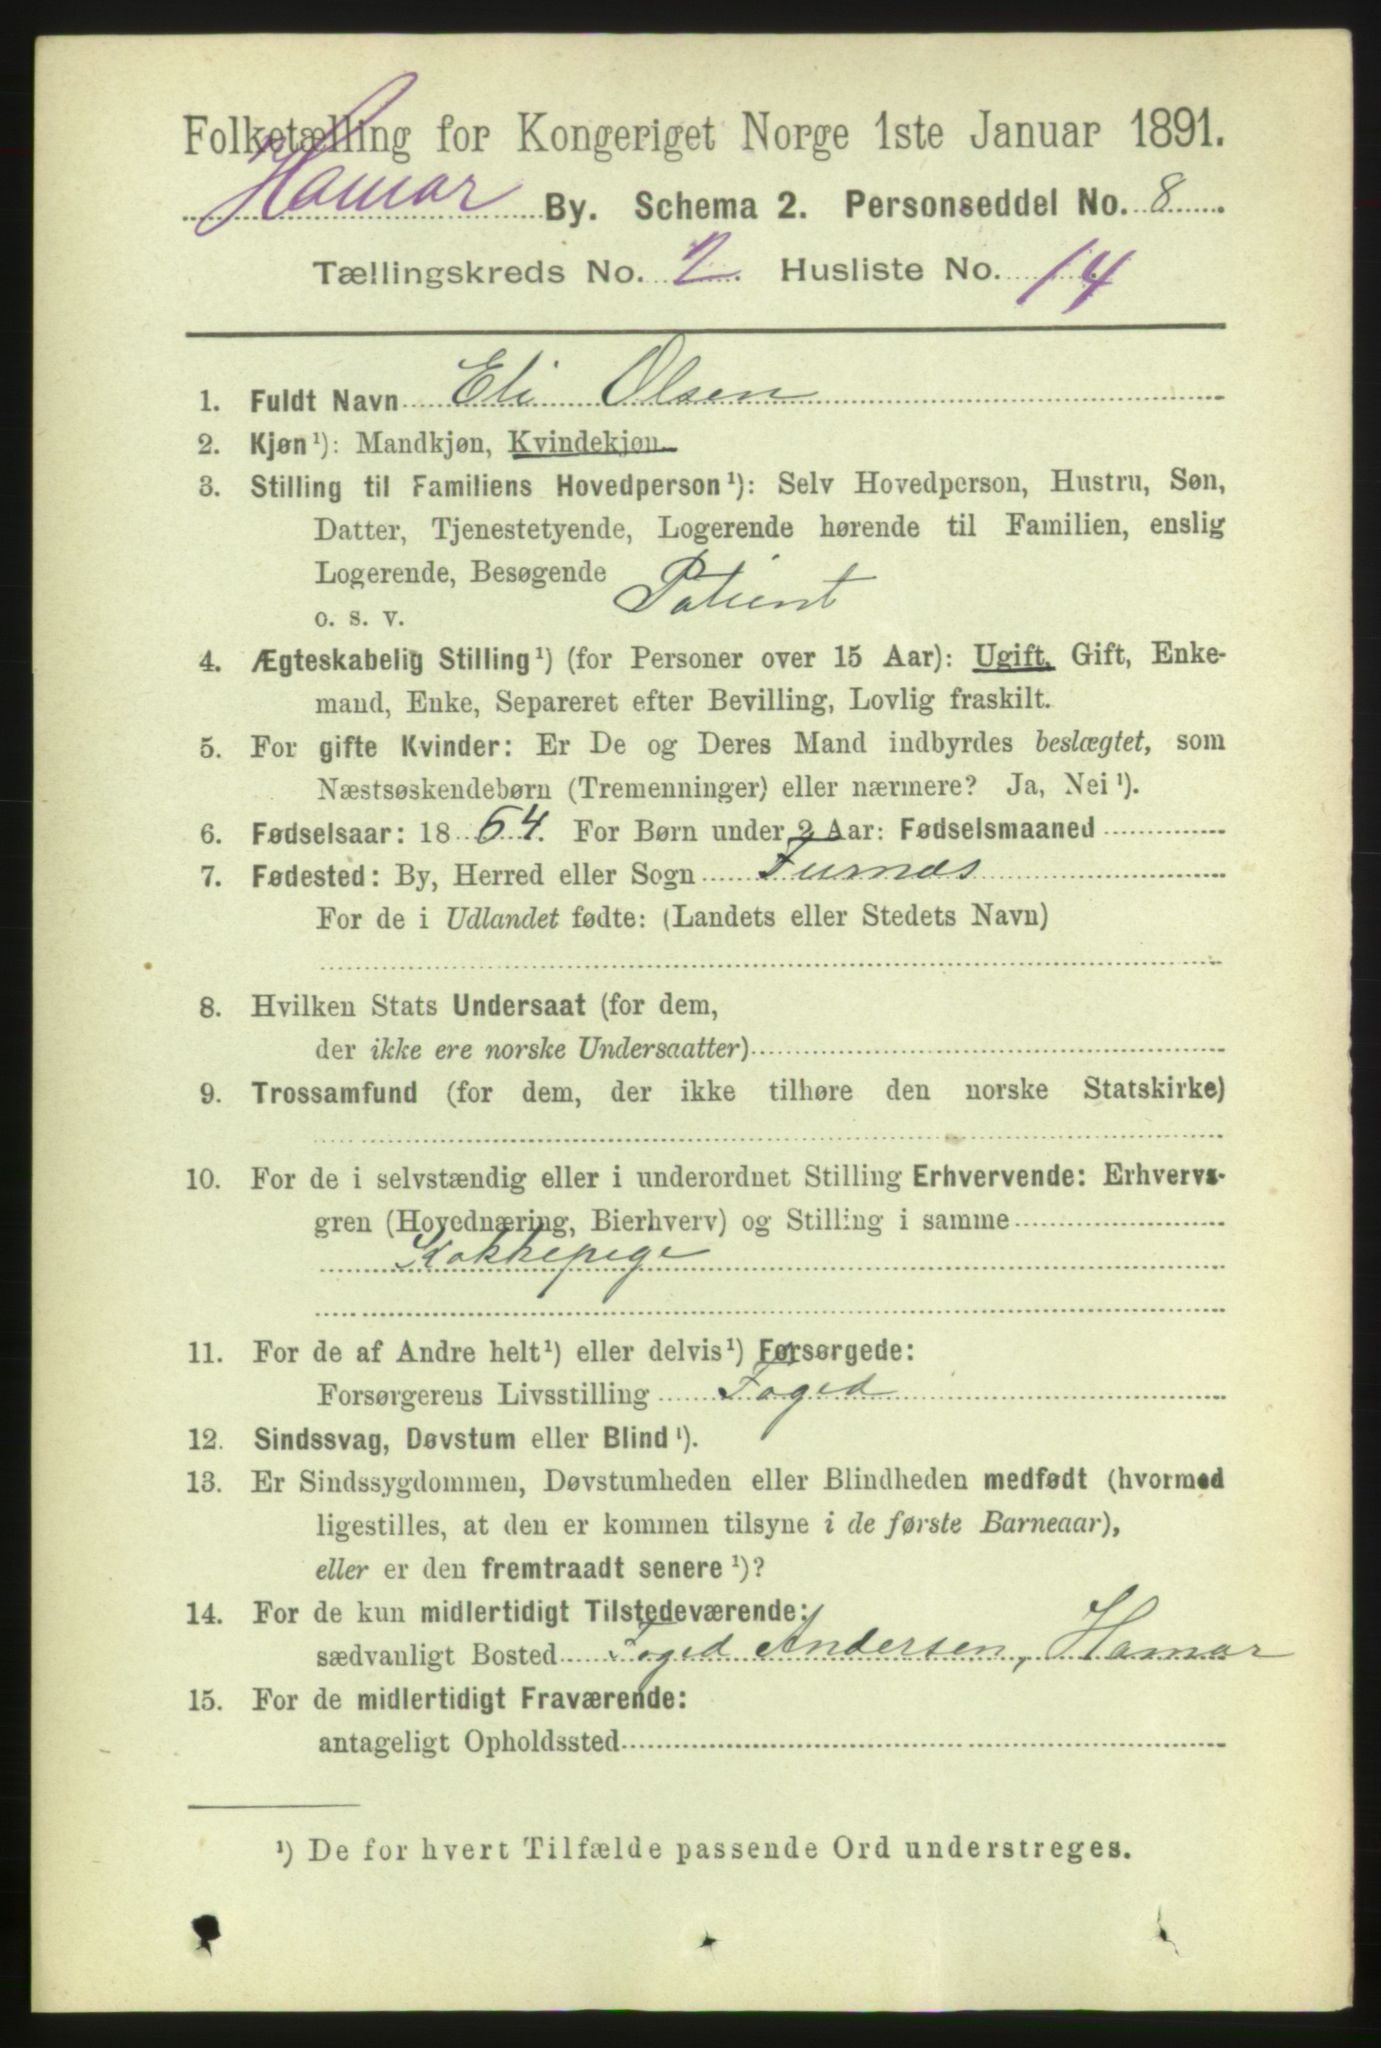 Folketælling for Kongeriget Norge 1ste Januar 1891.
Hamar By. Schema 2. Personseddel No. 8
Tællingskreds No. 2. Husliste No. 14
1. Fuldt Navn Eli Olsen
2. Kjøn¹): Mandkjøn, Kvindekjøn.
3. Stilling til Familiens Hovedperson¹): Selv Hovedperson, Hustru, Søn,
Datter, Tjenestetyende, Logerende hørende til Familien, enslig
Logerende, Besøgende
o. s. v. Patient
4. Ægteskabelig Stilling¹) (for Personer over 15 Aar): Ugift, Gift, Enke-
mand, Enke, Separeret efter Bevilling, Lovlig fraskilt.
5. For gifte Kvinder: Er De og Deres Mand indbyrdes beslægtet, som
Næstsøskendebørn (Tremenninger) eller nærmere? Ja, Nei¹).
6. Fødselsaar: 1864. For Børn under 2 Aar: Fødselsmaaned
7. Fødested: By, Herred eller Sogn Furnæs
For de i Udlandet fødte: (Landets eller Stedets Navn)
8. Hvilken Stats Undersaat (for dem,
der ikke ere norske Undersaatter)
9. Trossamfund (for dem, der ikke tilhøre den norske Statskirke)
10. For de i selvstændig eller i underordnet Stilling Erhvervende: Erhvervs-
gren (Hovednæring, Bierhverv) og Stilling i samme
Kokkepige
11. For de af Andre helt¹) eller delvis¹) Forsørgede:
Forsørgerens Livsstilling Foged
12. Sindssvag, Døvstum eller Blind¹).
13. Er Sindssygdommen, Døvstumheden eller Blindheden medfødt (hvormed
ligestilles, at den er kommen tilsyne i de første Barneaar),
eller er den fremtraadt senere¹)?
14. For de kun midlertidigt Tilstedeværende:
sædvanligt Bosted Foged Andersen, Hamar
15. For de midlertidigt Fraværende:
antageligt Opholdssted
¹) De for hvert Tilfælde passende Ord understreges.